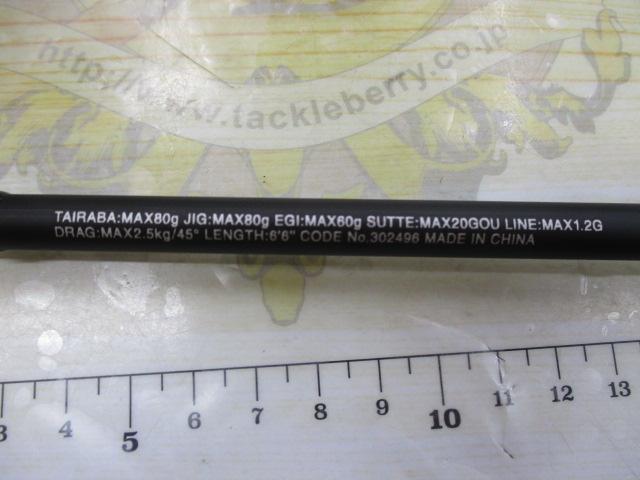 http://www.tackleberry.co.jp
TAIRABA:MAX80g JIG:MAX80g EGI:MAX60g SUTTE:MAX20GOU LINE:MAX1.2G
DRAG:MAX2.5kg/45° LENGTH:6'6" CODE No.302496 MADE IN CHINA
3 4 5 6 7 8 9 10 11 12 13